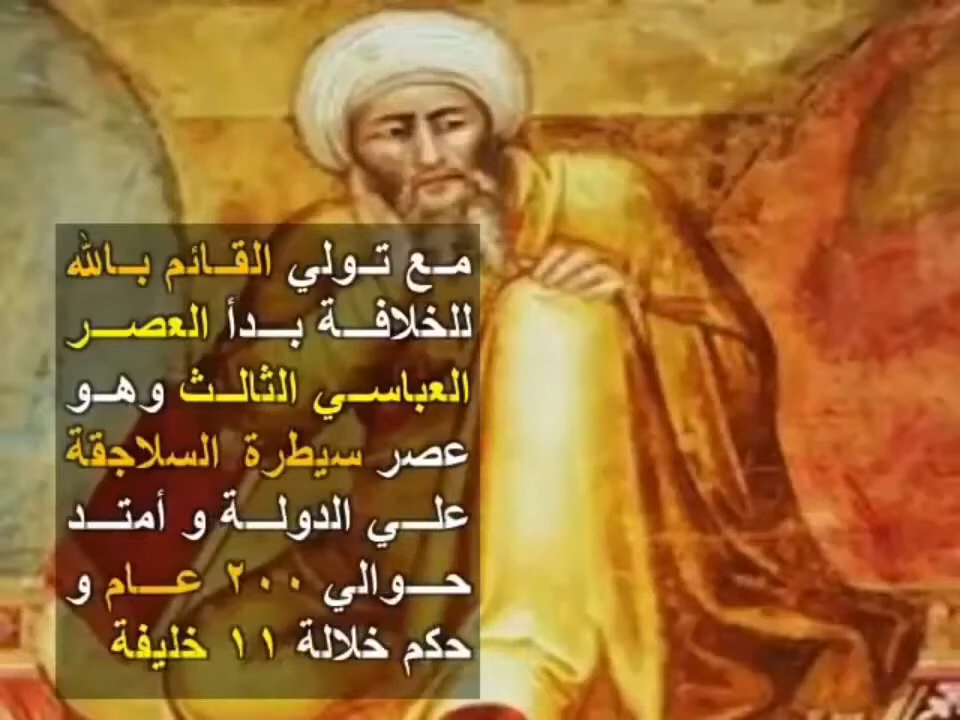 مع تولي القائم بالله
للخلافة بدأ العصر
العباسي الثالث وهو
عصر سيطرة السلاجقة
علي الدولة و أمتد
حوالي ٢٠٠ عام و
حكم خلالة ١١ خليفة